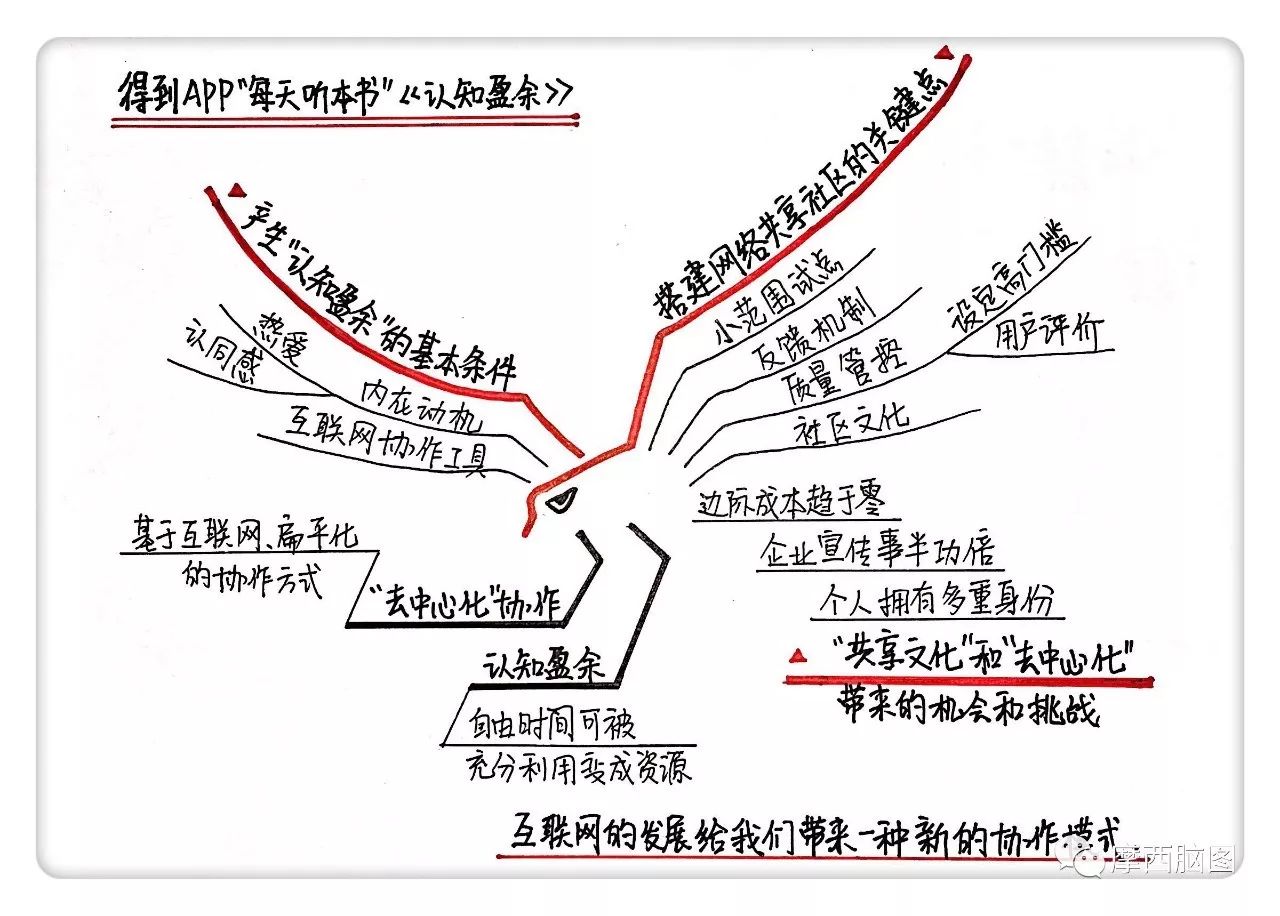 得到APP"每天听本书"《认知盈余》
产生"认知盈余"的基本条件
热爱
认同感
内在动机
互联网协作工具
搭建网络共享社区的关键点
小范围试点
反馈机制
质量管控
设定高门槛
用户评价
社区文化
基于互联网、扁平化
的协作方式
"去中心化"协作
认知盈余
自由时间可被
充分利用变成资源
边际成本趋于零
企业宣传事半功倍
个人拥有多重身份
"共享文化"和"去中心化"
带来的机会和挑战
互联网的发展给我们带来一种新的协作模式
摩西脑图